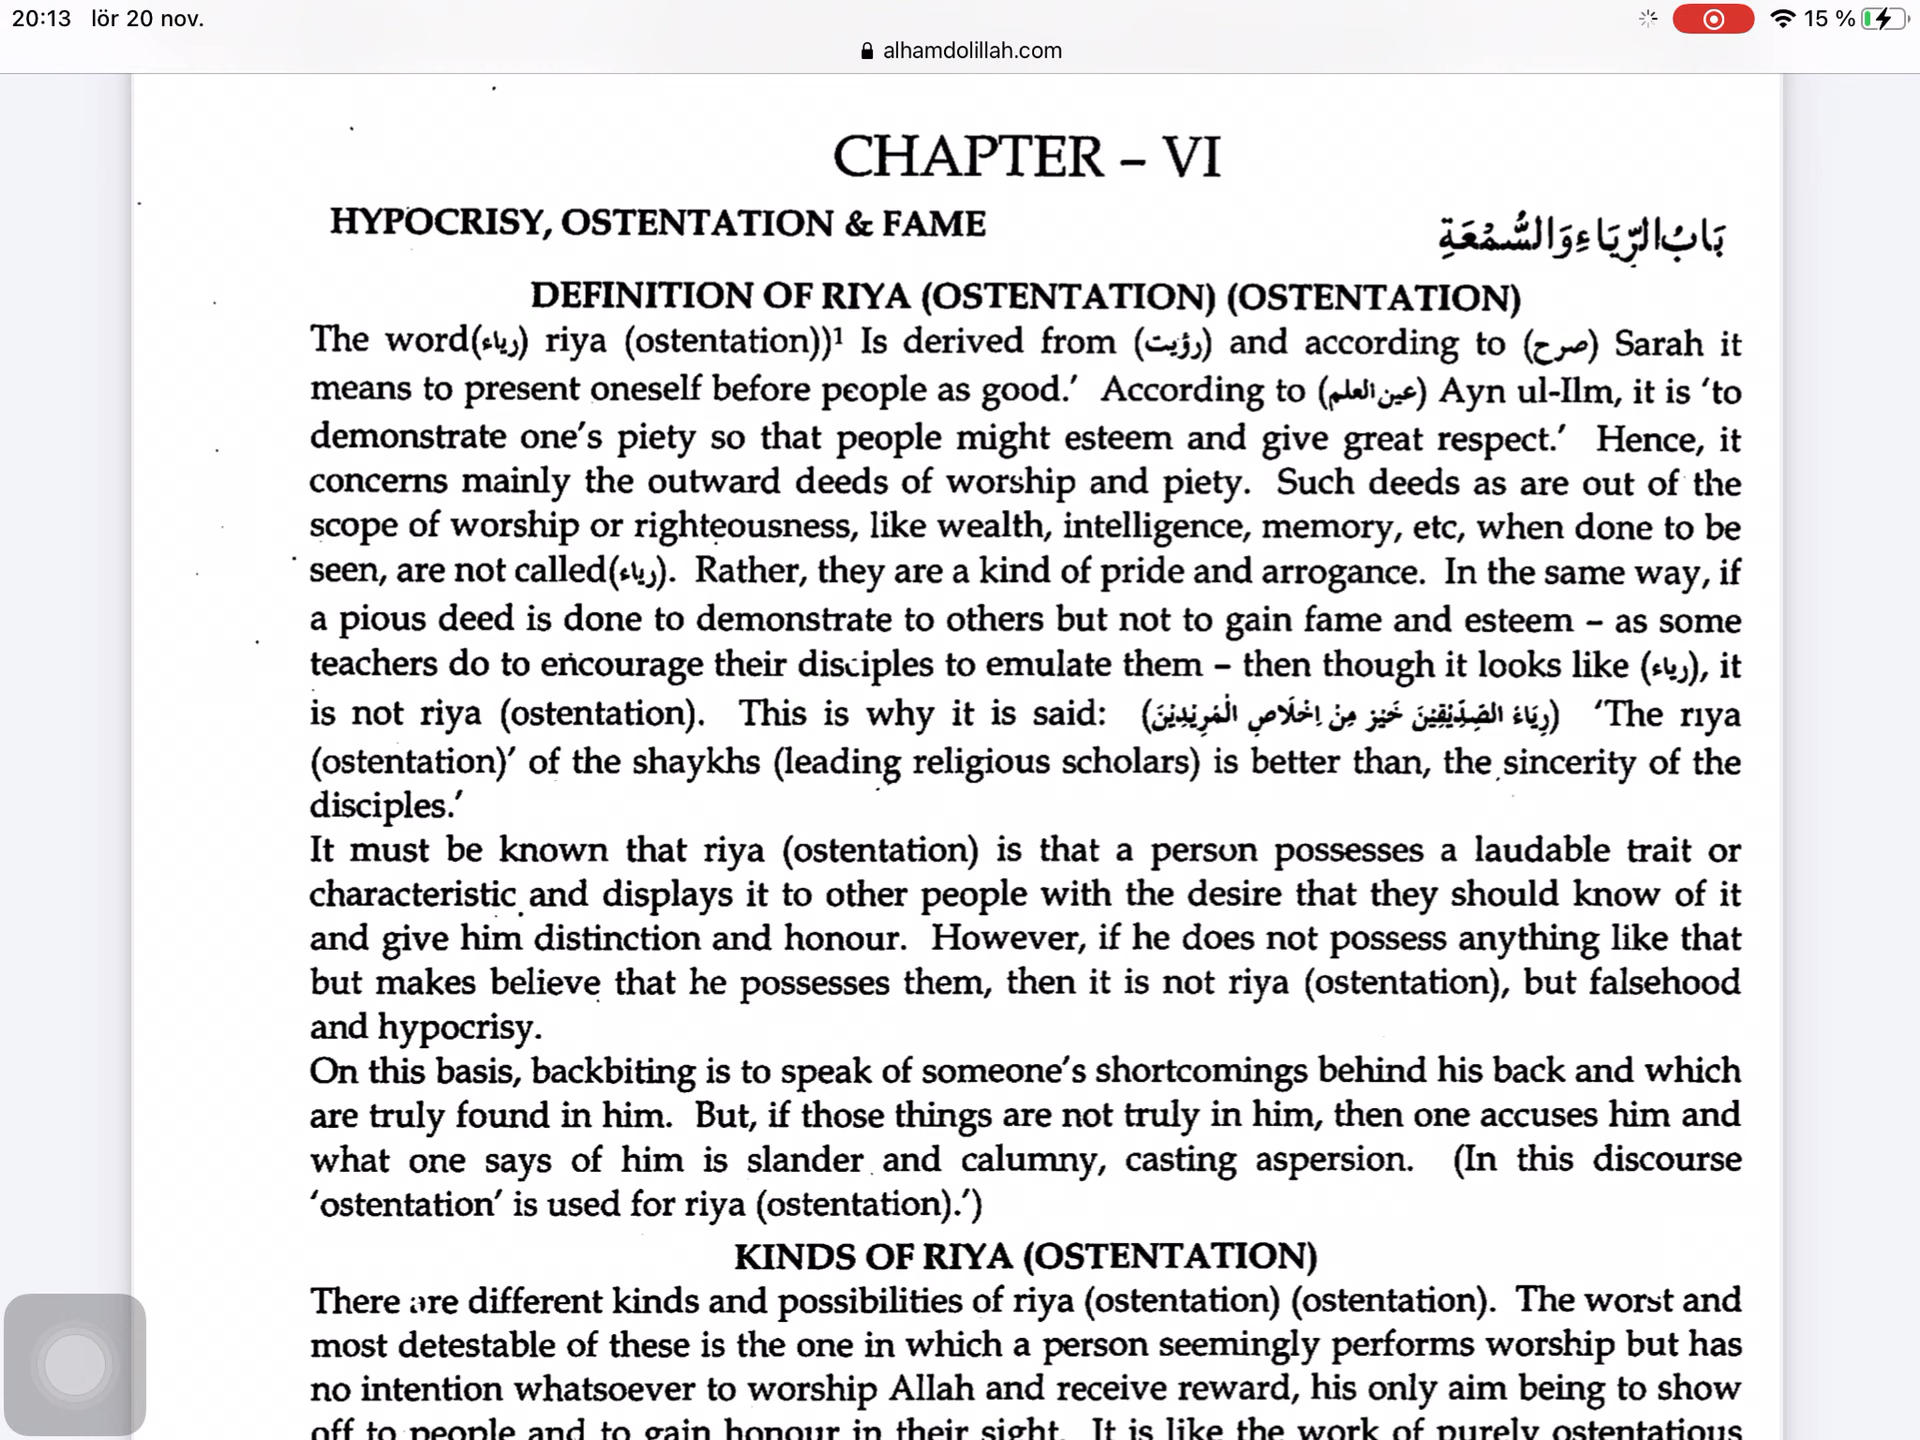 20:13 lör 20 nov.
15 %
alhamdolillah.com
CHAPTER – VI
HYPOCRISY, OSTENTATION & FAME بَابُ الرِّيَاءِ وَالسُّمْعَةِ
DEFINITION OF RIYA (OSTENTATION) (OSTENTATION)
The word(رياء) riya (ostentation))¹ Is derived from (رؤيت) and according to (صرح) Sarah it
means to present oneself before people as good.’ According to (عين العلم) Ayn ul-Ilm, it is ‘to
demonstrate one’s piety so that people might esteem and give great respect.’ Hence, it
concerns mainly the outward deeds of worship and piety. Such deeds as are out of the
scope of worship or righteousness, like wealth, intelligence, memory, etc, when done to be
seen, are not called(رياء). Rather, they are a kind of pride and arrogance. In the same way, if
a pious deed is done to demonstrate to others but not to gain fame and esteem – as some
teachers do to encourage their disciples to emulate them – then though it looks like (رياء), it
is not riya (ostentation). This is why it is said: (رِيَاءُ الصِّدِّيْقِيْنَ خَيْرٌ مِنْ اِخْلَاصِ الْمُرِيْدِيْنَ) ‘The riya
(ostentation)’ of the shaykhs (leading religious scholars) is better than, the sincerity of the
disciples.’
It must be known that riya (ostentation) is that a person possesses a laudable trait or
characteristic and displays it to other people with the desire that they should know of it
and give him distinction and honour. However, if he does not possess anything like that
but makes believe that he possesses them, then it is not riya (ostentation), but falsehood
and hypocrisy.
On this basis, backbiting is to speak of someone’s shortcomings behind his back and which
are truly found in him. But, if those things are not truly in him, then one accuses him and
what one says of him is slander and calumny, casting aspersion. (In this discourse
‘ostentation’ is used for riya (ostentation).’)
KINDS OF RIYA (OSTENTATION)
There are different kinds and possibilities of riya (ostentation) (ostentation). The worst and
most detestable of these is the one in which a person seemingly performs worship but has
no intention whatsoever to worship Allah and receive reward, his only aim being to show
off to people and to gain honour in their sight. It is like the work of purely ostentatious